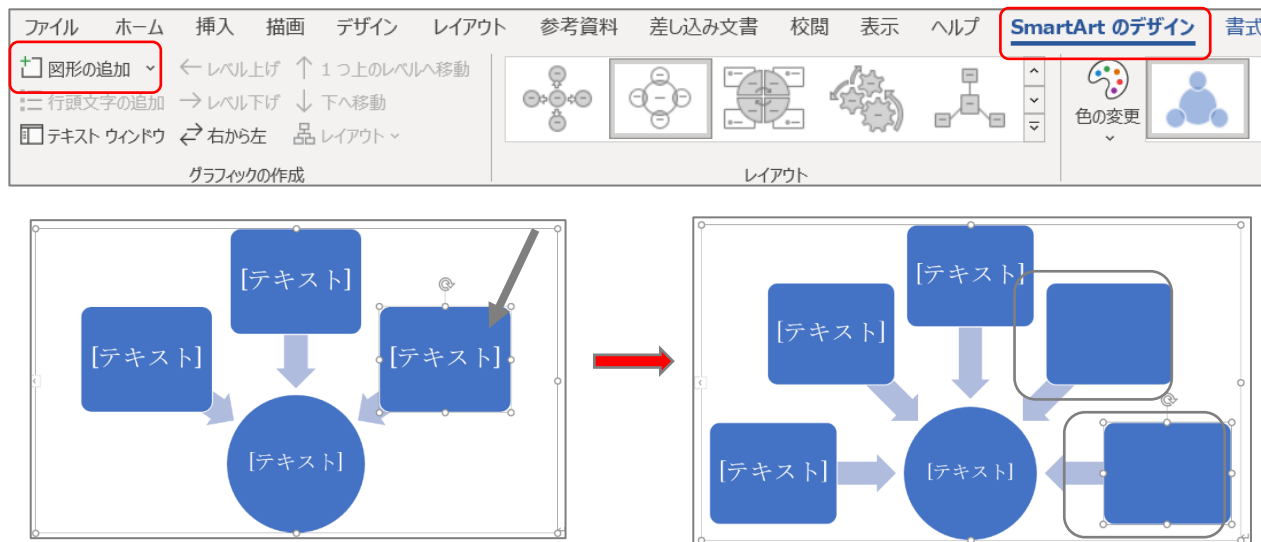 ファイル ホーム 挿入 描画 デザイン レイアウト 参考資料 差し込み文書 校閲 表示 ヘルプ SmartArt のデザイン 書式
図形の追加 ← レベル上げ ↑ 1つ上のレベルへ移動
行頭文字の追加 → レベル下げ ↓ 下へ移動
テキスト ウィンドウ 右から左 レイアウト
色の変更
グラフィックの作成 レイアウト
[テキスト]
[テキスト]
[テキスト]
[テキスト]
[テキスト]
[テキスト]
[テキスト]
[テキスト]